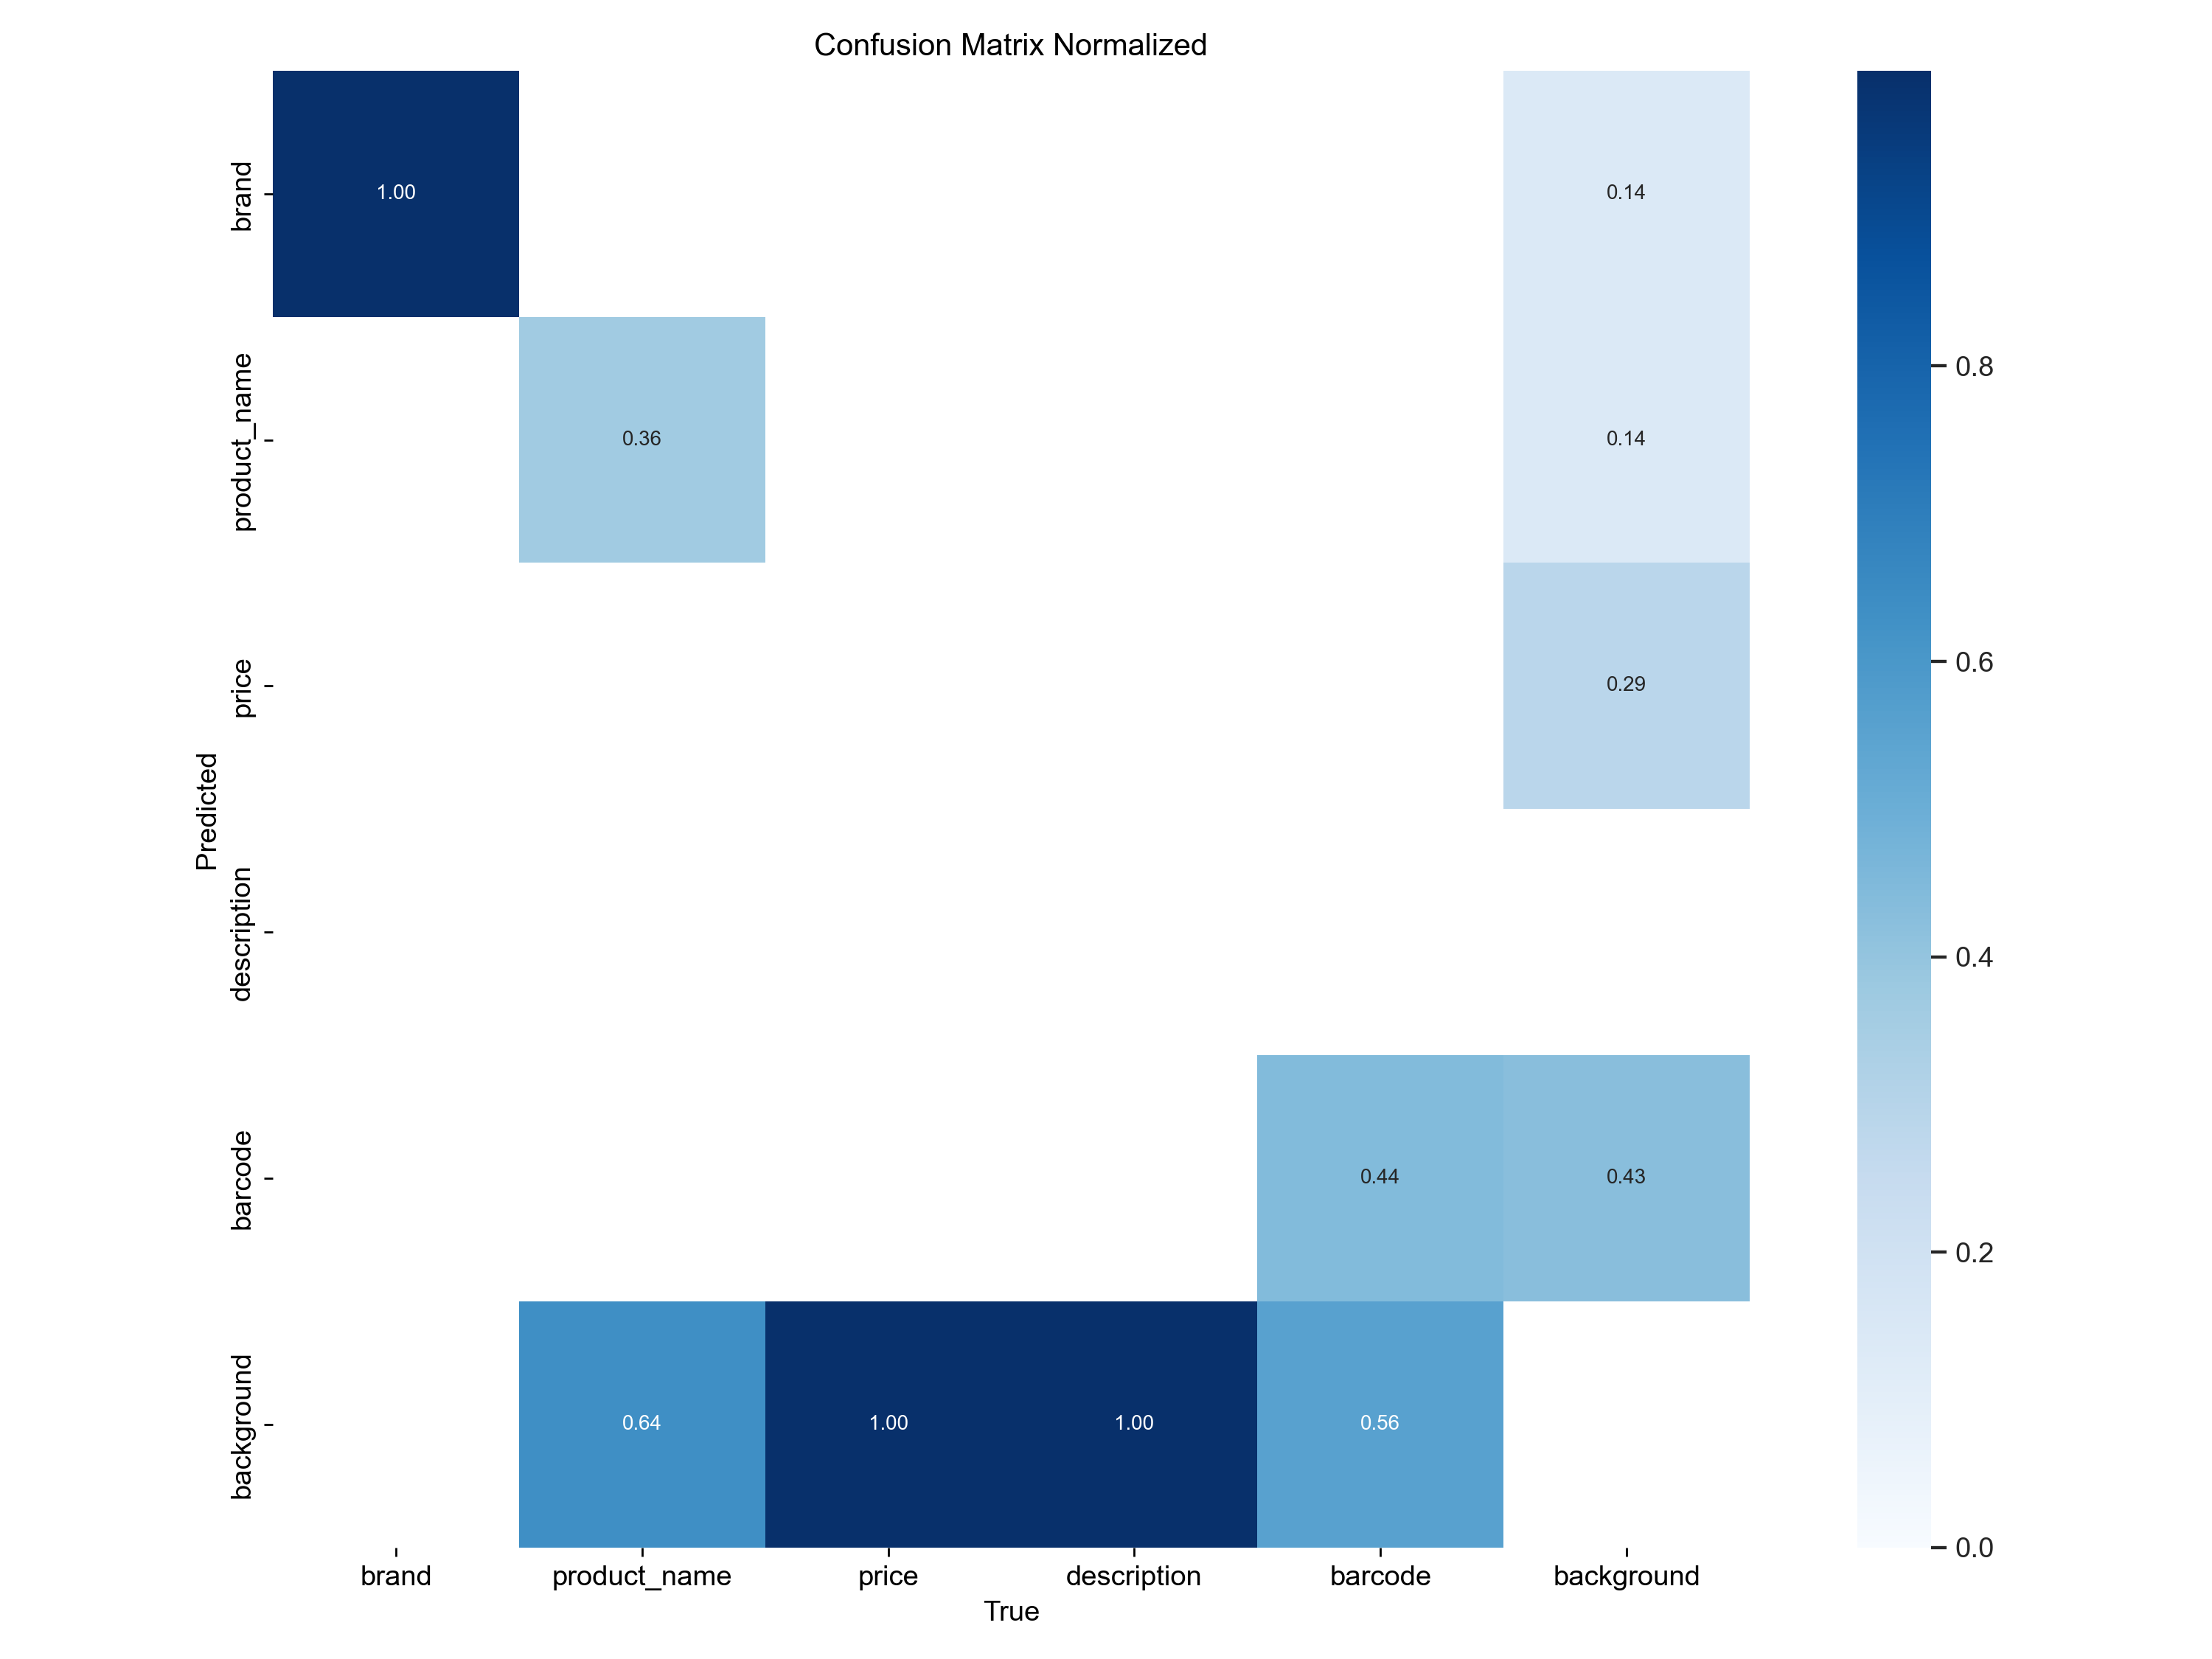 Confusion Matrix Normalized
brand
1.00
0.14
product_name
0.36
0.14
price
0.29
description
barcode
0.44
0.43
background
0.64
1.00
1.00
0.56
Predicted
brand
product_name
price
description
barcode
background
True
0.8
0.6
0.4
0.2
0.0